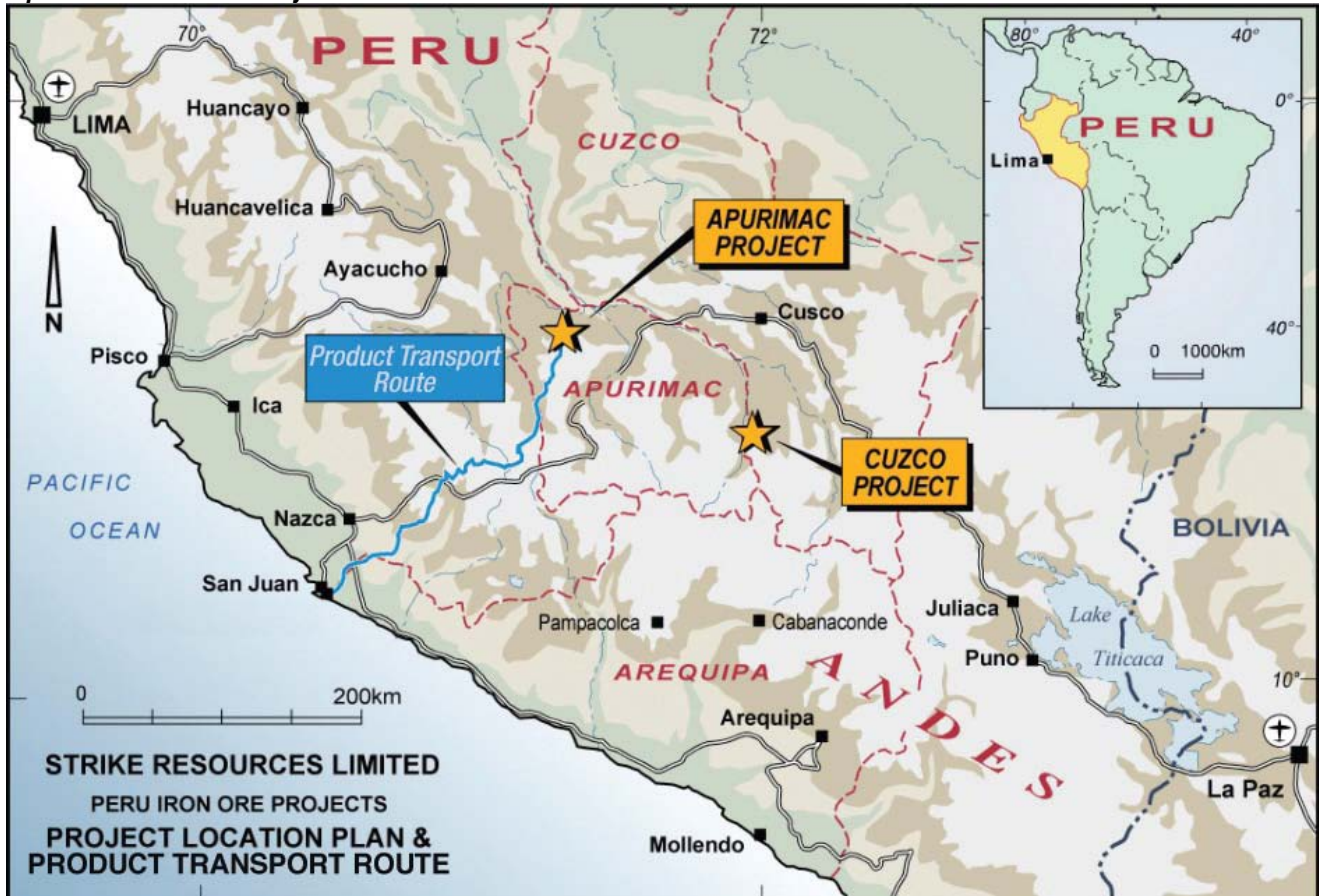 70°
72°
PERU
LIMA
Huancayo
CUZCO
Huancavelica
APURIMAC
PROJECT
Ayacucho
N
Cusco
Pisco
Product Transport
Route
APURIMAC
Ica
CUZCO
PROJECT
PACIFIC
OCEAN
Nazca
BOLIVIA
San Juan
Juliaca
Lake
Titicaca
Pampacolca
Cabanaconde
Puno
AREQUIPA
ANDES
10°
0 200km
Arequipa
La Paz
Mollendo
STRIKE RESOURCES LIMITED
PERU IRON ORE PROJECTS
PROJECT LOCATION PLAN &
PRODUCT TRANSPORT ROUTE
80° 40°
0°
PERU
Lima
40°
0 1000km